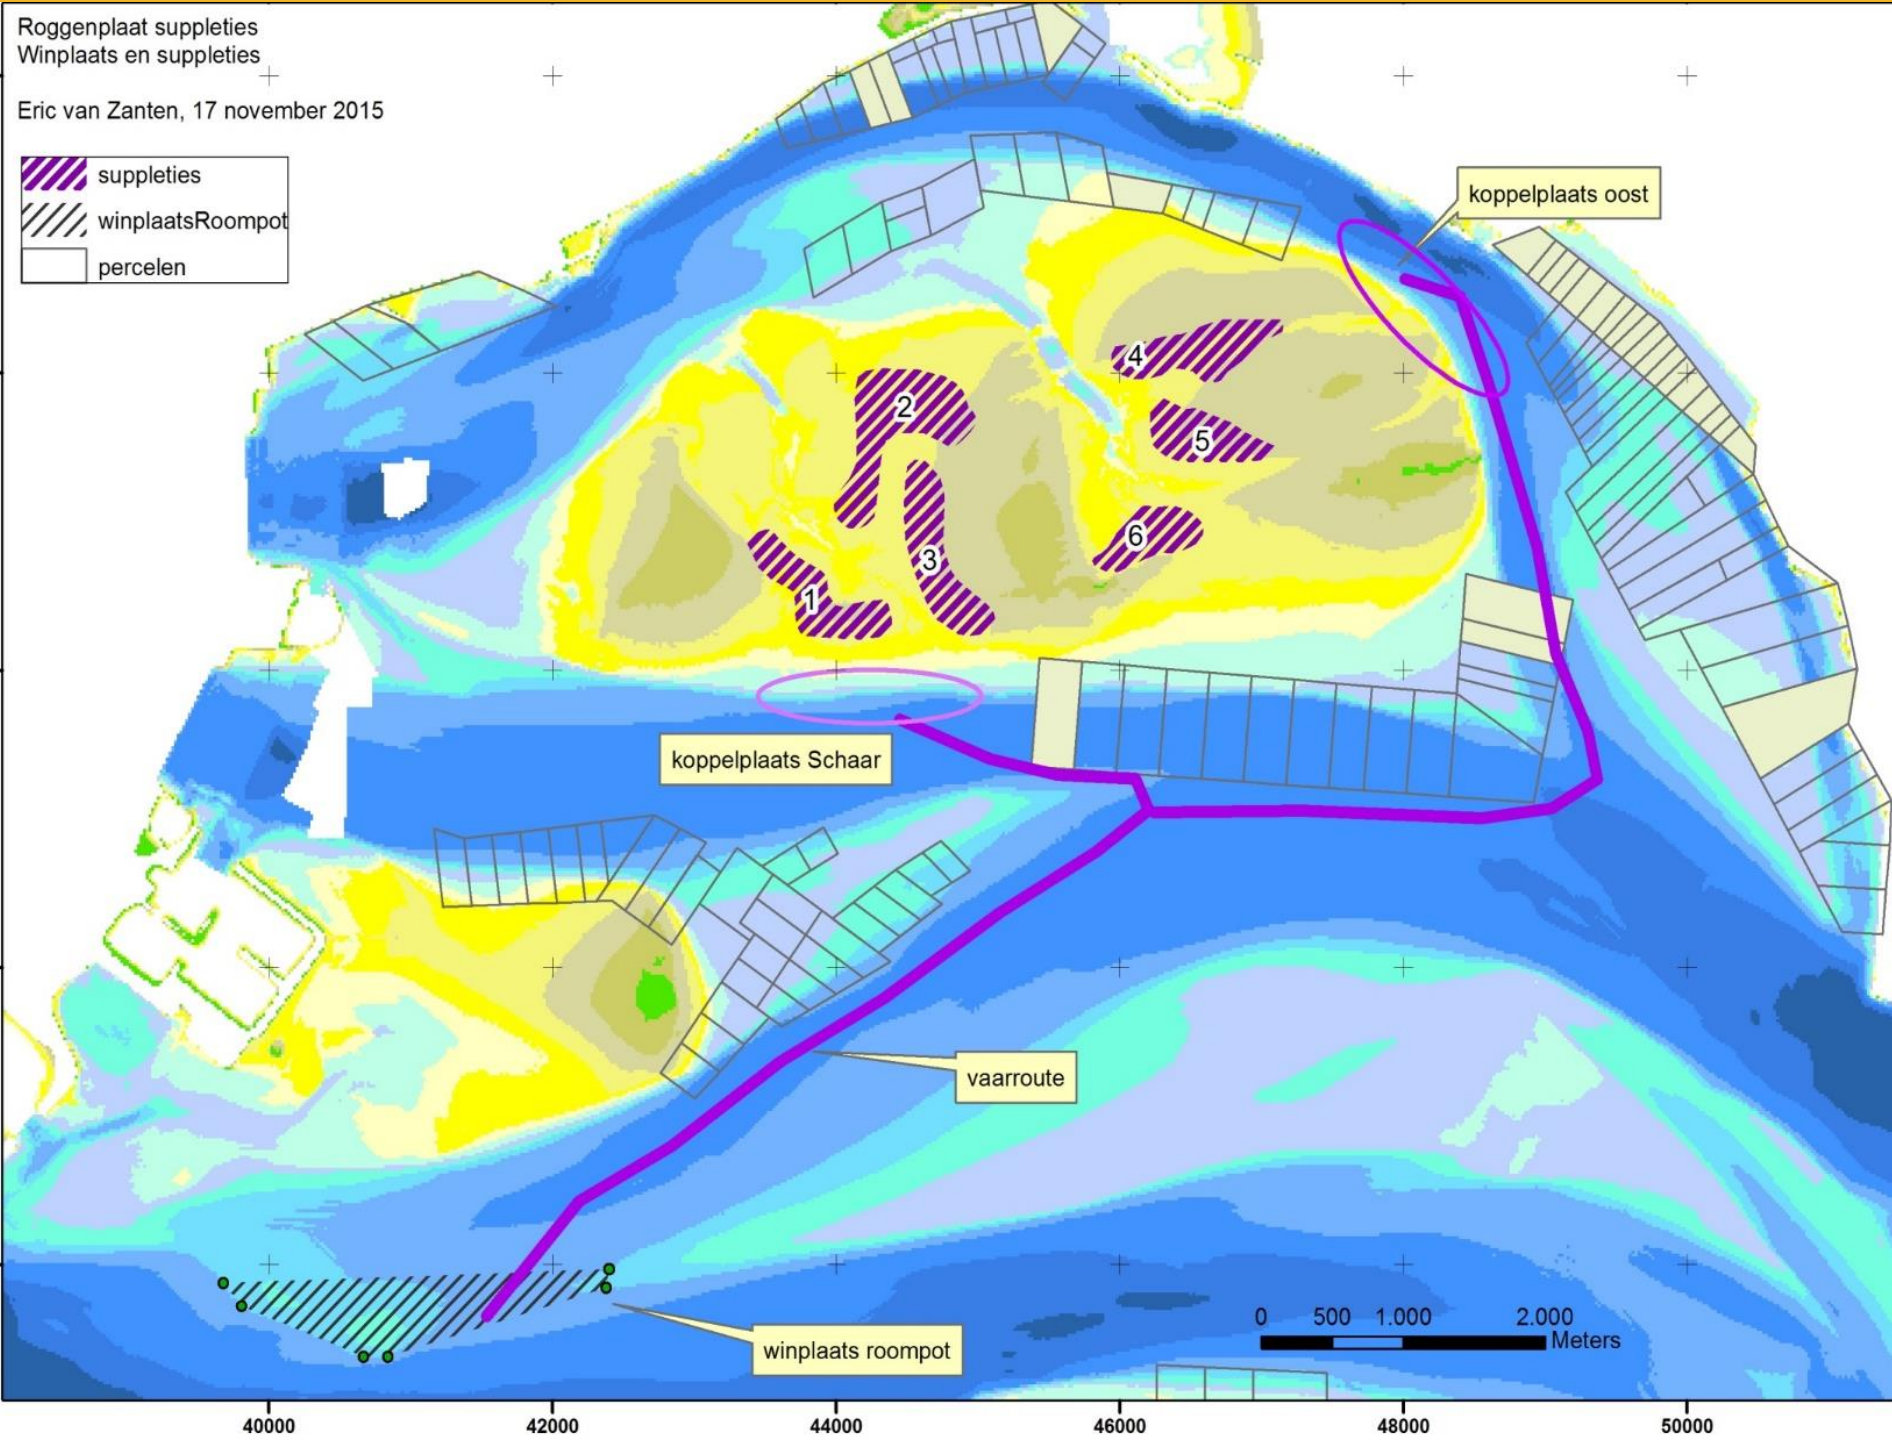 Roggenplaat suppleties
Winplaats en suppleties
Eric van Zanten, 17 november 2015
suppleties
winplaatsRoompot
percelen
koppelplaats oost
4
2
5
6
3
1
koppelplaats Schaar
vaarroute
winplaats roompot
0 500 1.000 2.000
Meters
40000 42000 44000 46000 48000 50000